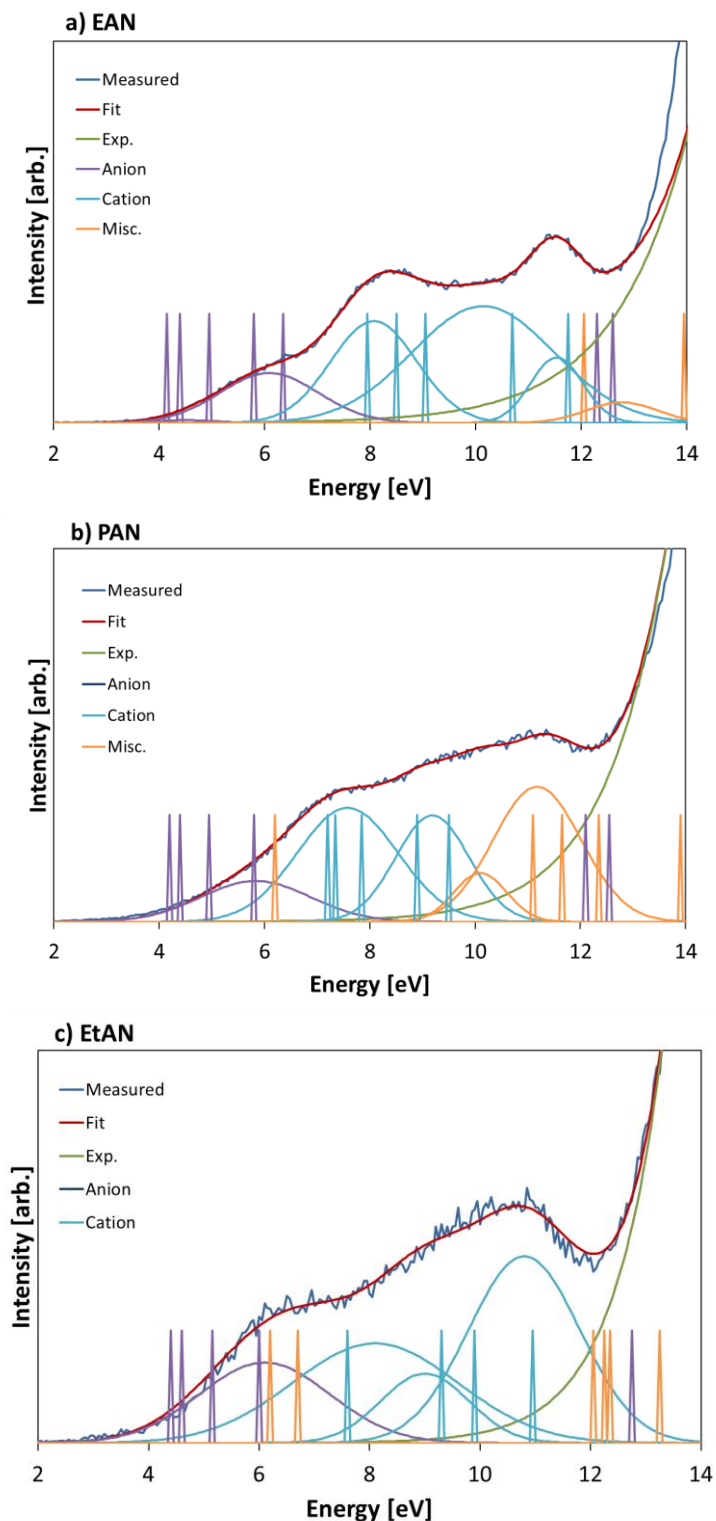 a) EAN
Measured
Fit
Exp.
Anion
Cation
Misc.
Intensity [arb.]
2 4 6 8 10 12 14
Energy [eV]
b) PAN
Measured
Fit
Exp.
Anion
Cation
Misc.
Intensity [arb.]
2 4 6 8 10 12 14
Energy [eV]
c) EtAN
Measured
Fit
Exp.
Anion
Cation
Intensity [arb.]
2 4 6 8 10 12 14
Energy [eV]